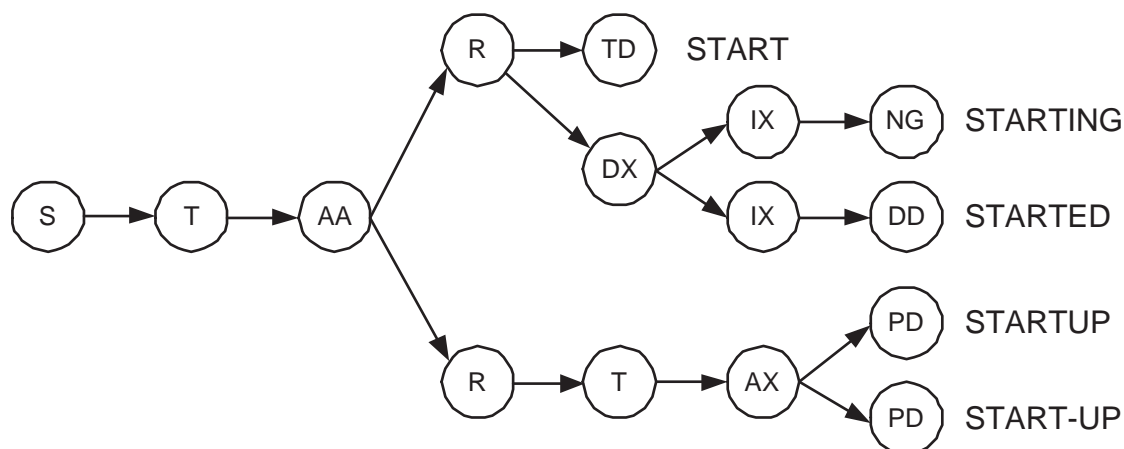 R TD START
IX NG STARTING
DX
S T AA IX DD STARTED
PD STARTUP
R T AX
PD START-UP